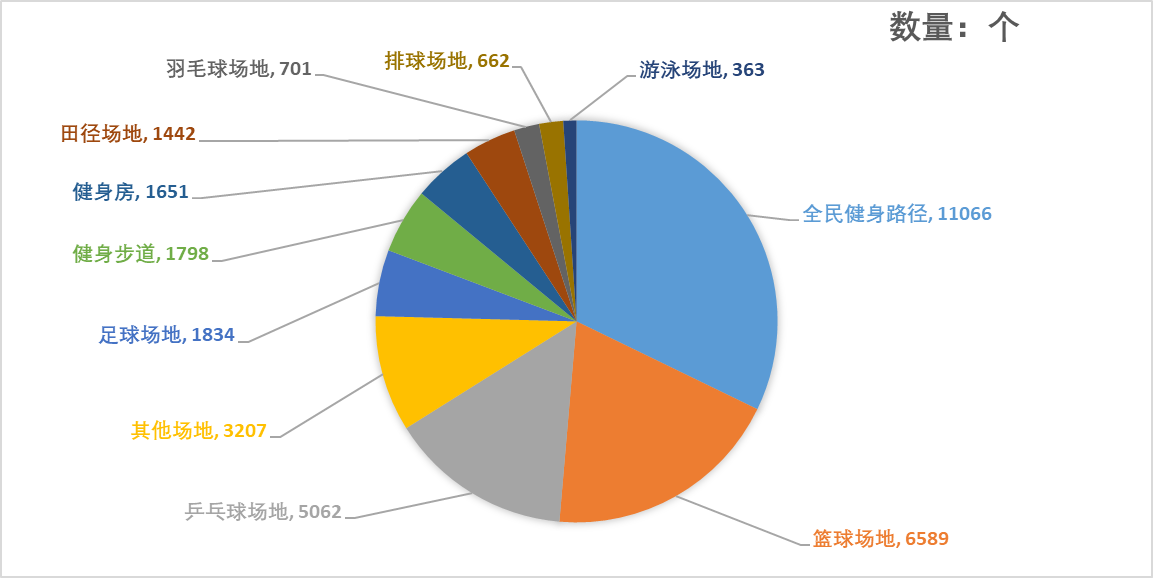 数量：个
羽毛球场地, 701
排球场地, 662
游泳场地, 363
田径场地, 1442
健身房, 1651
全民健身路径, 11066
健身步道, 1798
足球场地, 1834
其他场地, 3207
乒乓球场地, 5062
篮球场地, 6589